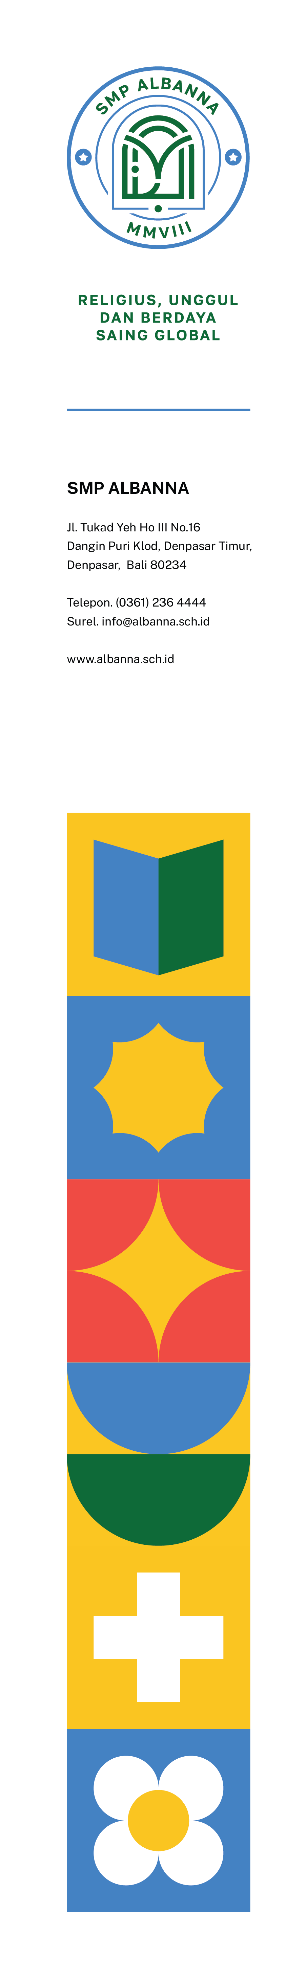 SMP ALBANNA
MMVIII
RELIGIUS, UNGGUL
DAN BERDAYA
SAING GLOBAL
SMP ALBANNA
Jl. Tukad Yeh Ho III No.16
Dangin Puri Klod, Denpasar Timur,
Denpasar,  Bali 80234
Telepon. (0361) 236 4444
Surel. info@albanna.sch.id
www.albanna.sch.id